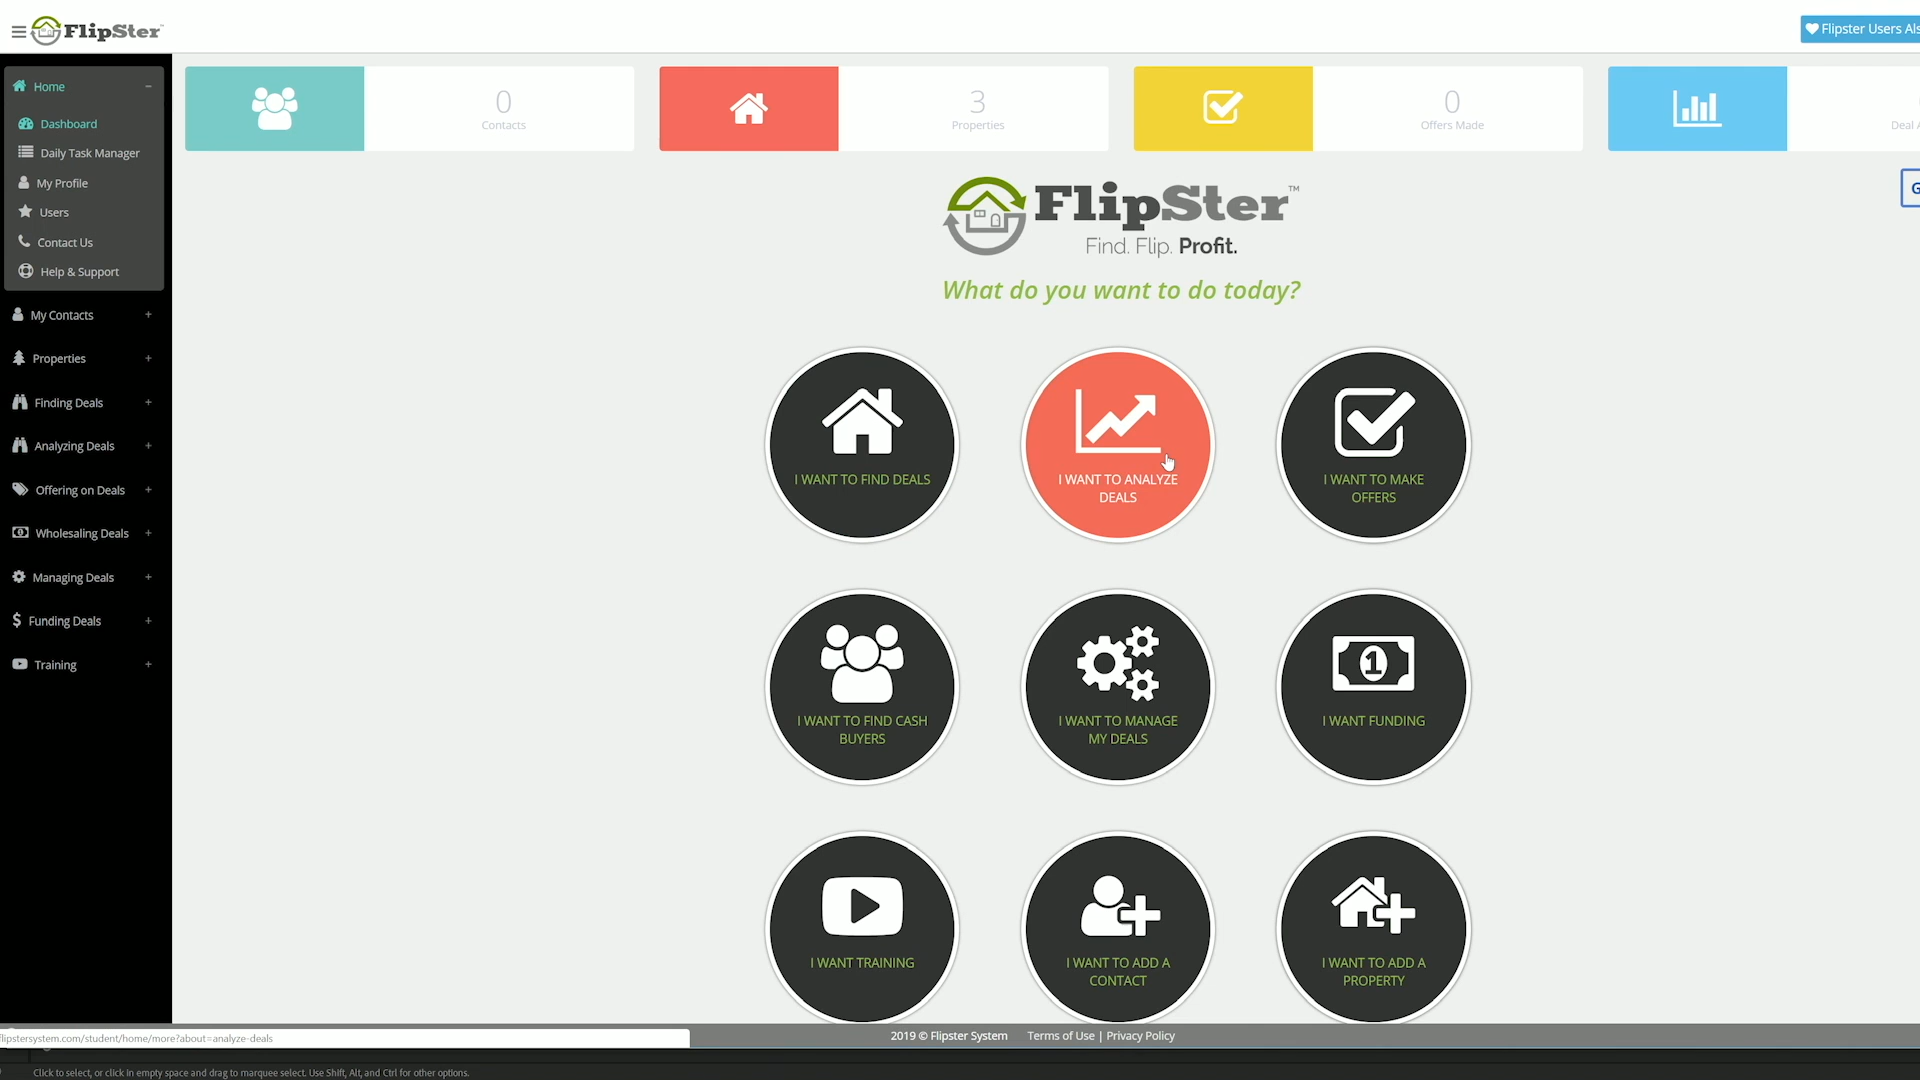 FlipSter
Flipster Users Als
Home
Dashboard
Daily Task Manager
My Profile
Users
Contact Us
Help & Support
My Contacts
Properties
Finding Deals
Analyzing Deals
Offering on Deals
Wholesaling Deals
Managing Deals
Funding Deals
Training
0
Contacts
3
Properties
0
Offers Made
Deal A
G
FlipSter™
Find. Flip. Profit.
What do you want to do today?
I WANT TO FIND DEALS
I WANT TO ANALYZE
DEALS
I WANT TO MAKE
OFFERS
I WANT TO FIND CASH
BUYERS
I WANT TO MANAGE
MY DEALS
1
I WANT FUNDING
I WANT TRAINING
I WANT TO ADD A
CONTACT
I WANT TO ADD A
PROPERTY
2019 © Flipster System Terms of Use | Privacy Policy
flipstersystem.com/student/home/more?about=analyze-deals
Click to select, or click in empty space and drag to marquee select. Use Shift, Alt, and Ctrl for other options.